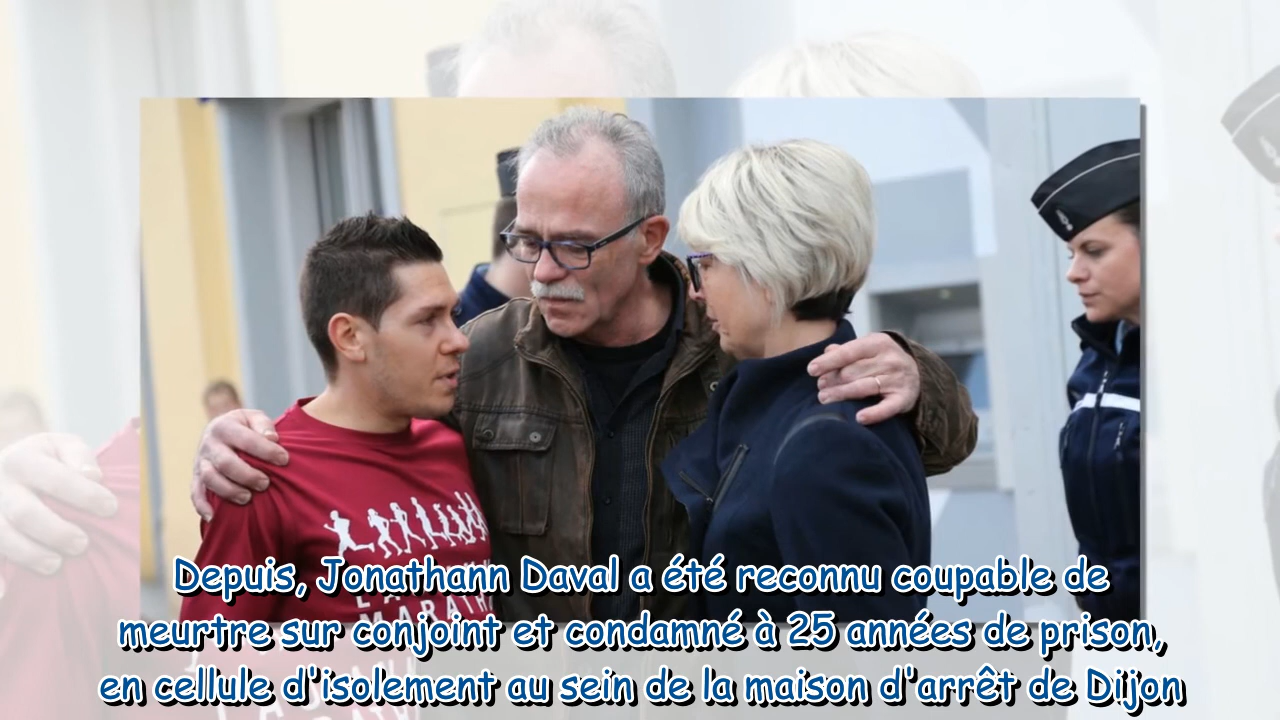 Depuis, Jonathann Daval a été reconnu coupable de
meurtre sur conjoint et condamné à 25 années de prison,
en cellule d'isolement au sein de la maison d'arrêt de Dijon